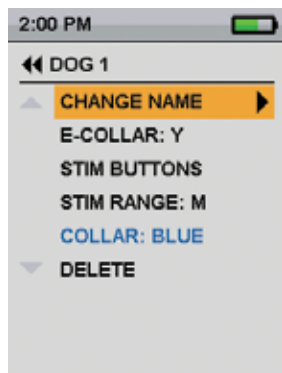 2:00 PM
DOG 1
CHANGE NAME
E-COLLAR: Y
STIM BUTTONS
STIM RANGE: M
COLLAR: BLUE
DELETE